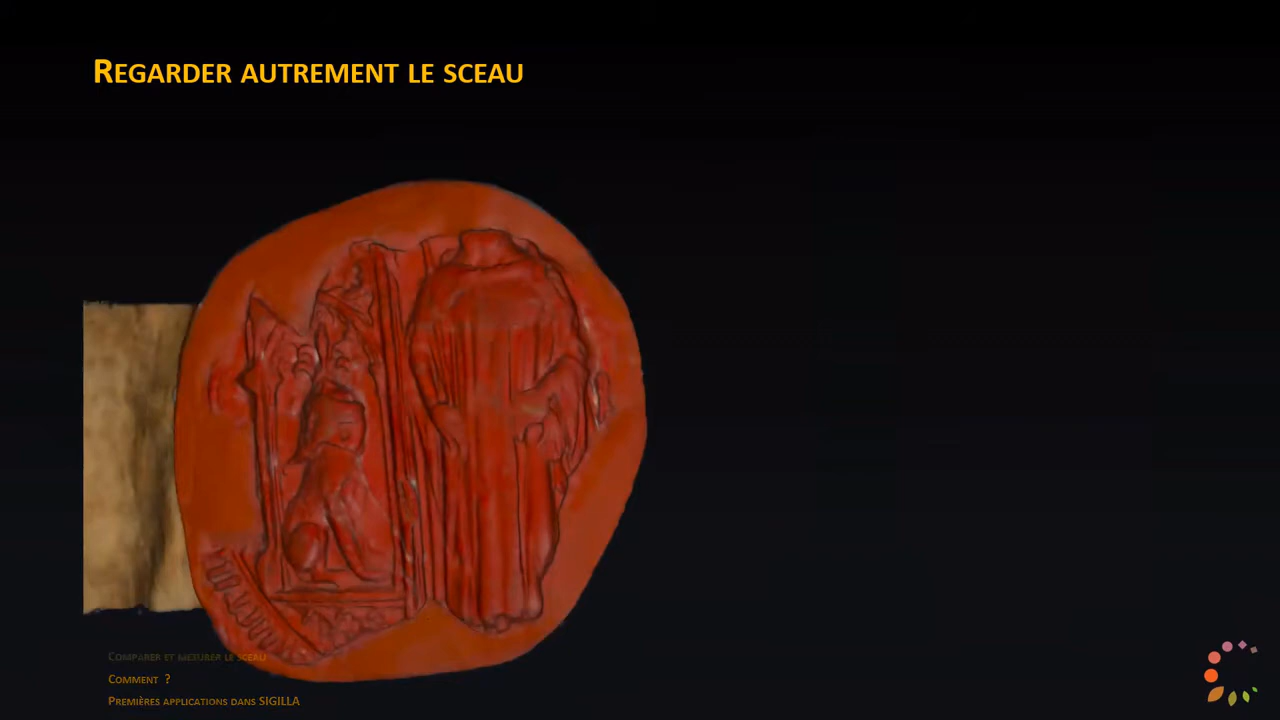 Regarder autrement le sceau
Comparer et mesurer le sceau
Comment ?
Premières applications dans SIGILLA